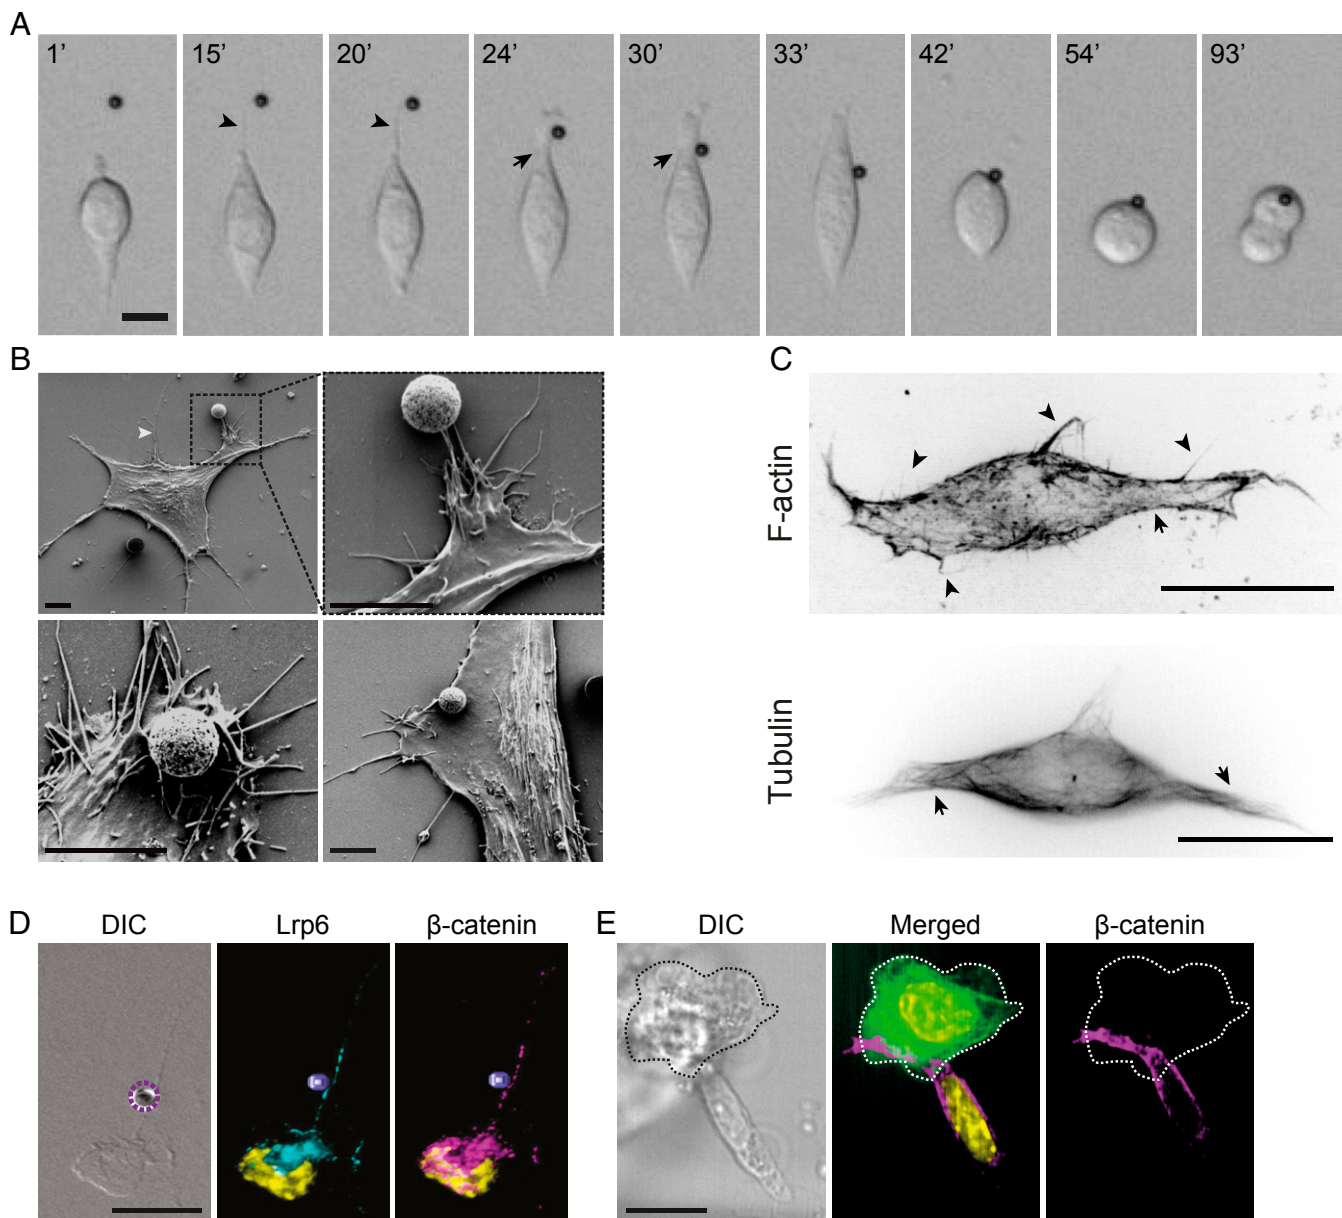 A
1’ 15’ 20’ 24’ 30’ 33’ 42’ 54’ 93’
B
C
F-actin
Tubulin
D
DIC Lrp6 β-catenin
E
DIC Merged β-catenin